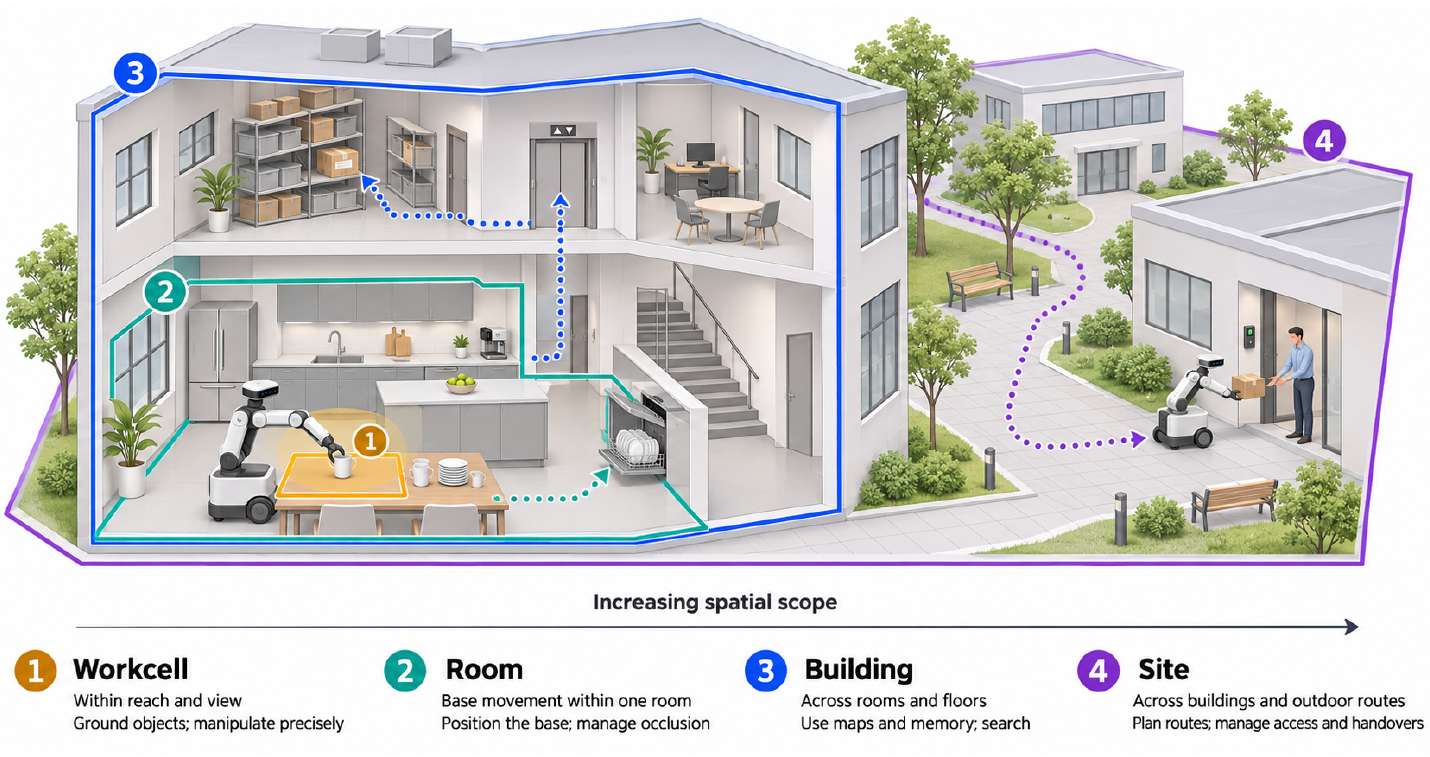 3
4
2
1
Increasing spatial scope
1 Workcell
Within reach and view
Ground objects; manipulate precisely
2 Room
Base movement within one room
Position the base; manage occlusion
3 Building
Across rooms and floors
Use maps and memory; search
4 Site
Across buildings and outdoor routes
Plan routes; manage access and handovers